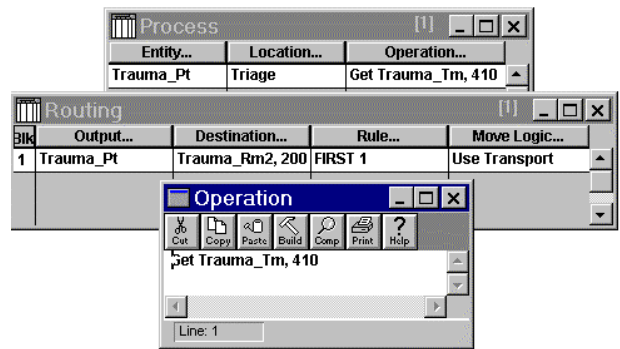 Process [1]
Entity... Location... Operation...
Trauma_Pt Triage Get Trauma_Tm, 410
Routing [1]
Blk Output... Destination... Rule... Move Logic...
1 Trauma_Pt Trauma_Rm2, 200 FIRST 1 Use Transport
Operation
Cut Copy Paste Build Comp Print Help
Get Trauma_Tm, 410
Line: 1